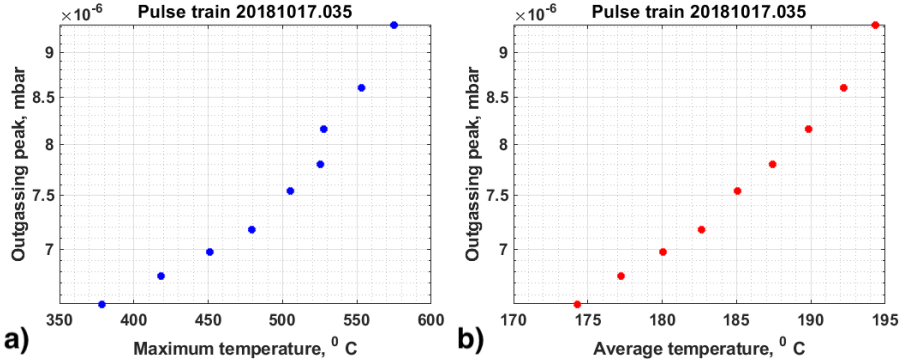 ×10⁻⁶ Pulse train 20181017.035
Outgassing peak, mbar
9
8.5
8
7.5
7
350 400 450 500 550 600
Maximum temperature, ⁰ C
a)
×10⁻⁶ Pulse train 20181017.035
Outgassing peak, mbar
9
8.5
8
7.5
7
170 175 180 185 190 195
Average temperature, ⁰ C
b)